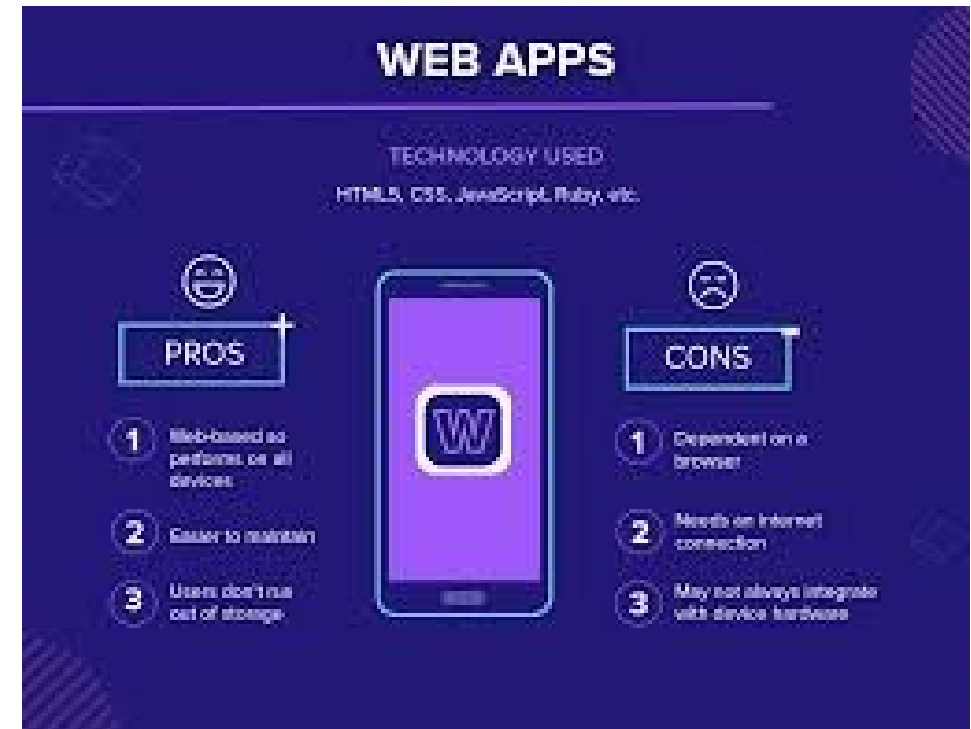 WEB APPS
TECHNOLOGY USED
HTML5, CSS, JavaScript, Ruby, etc.
PROS
+
1
Web-based so
performs on all
devices
2
Easier to maintain
3
Users don't run
out of storage
W
CONS
-
1
Dependent on a
browser
2
Needs an internet
connection
3
May not always integrate
with device hardware